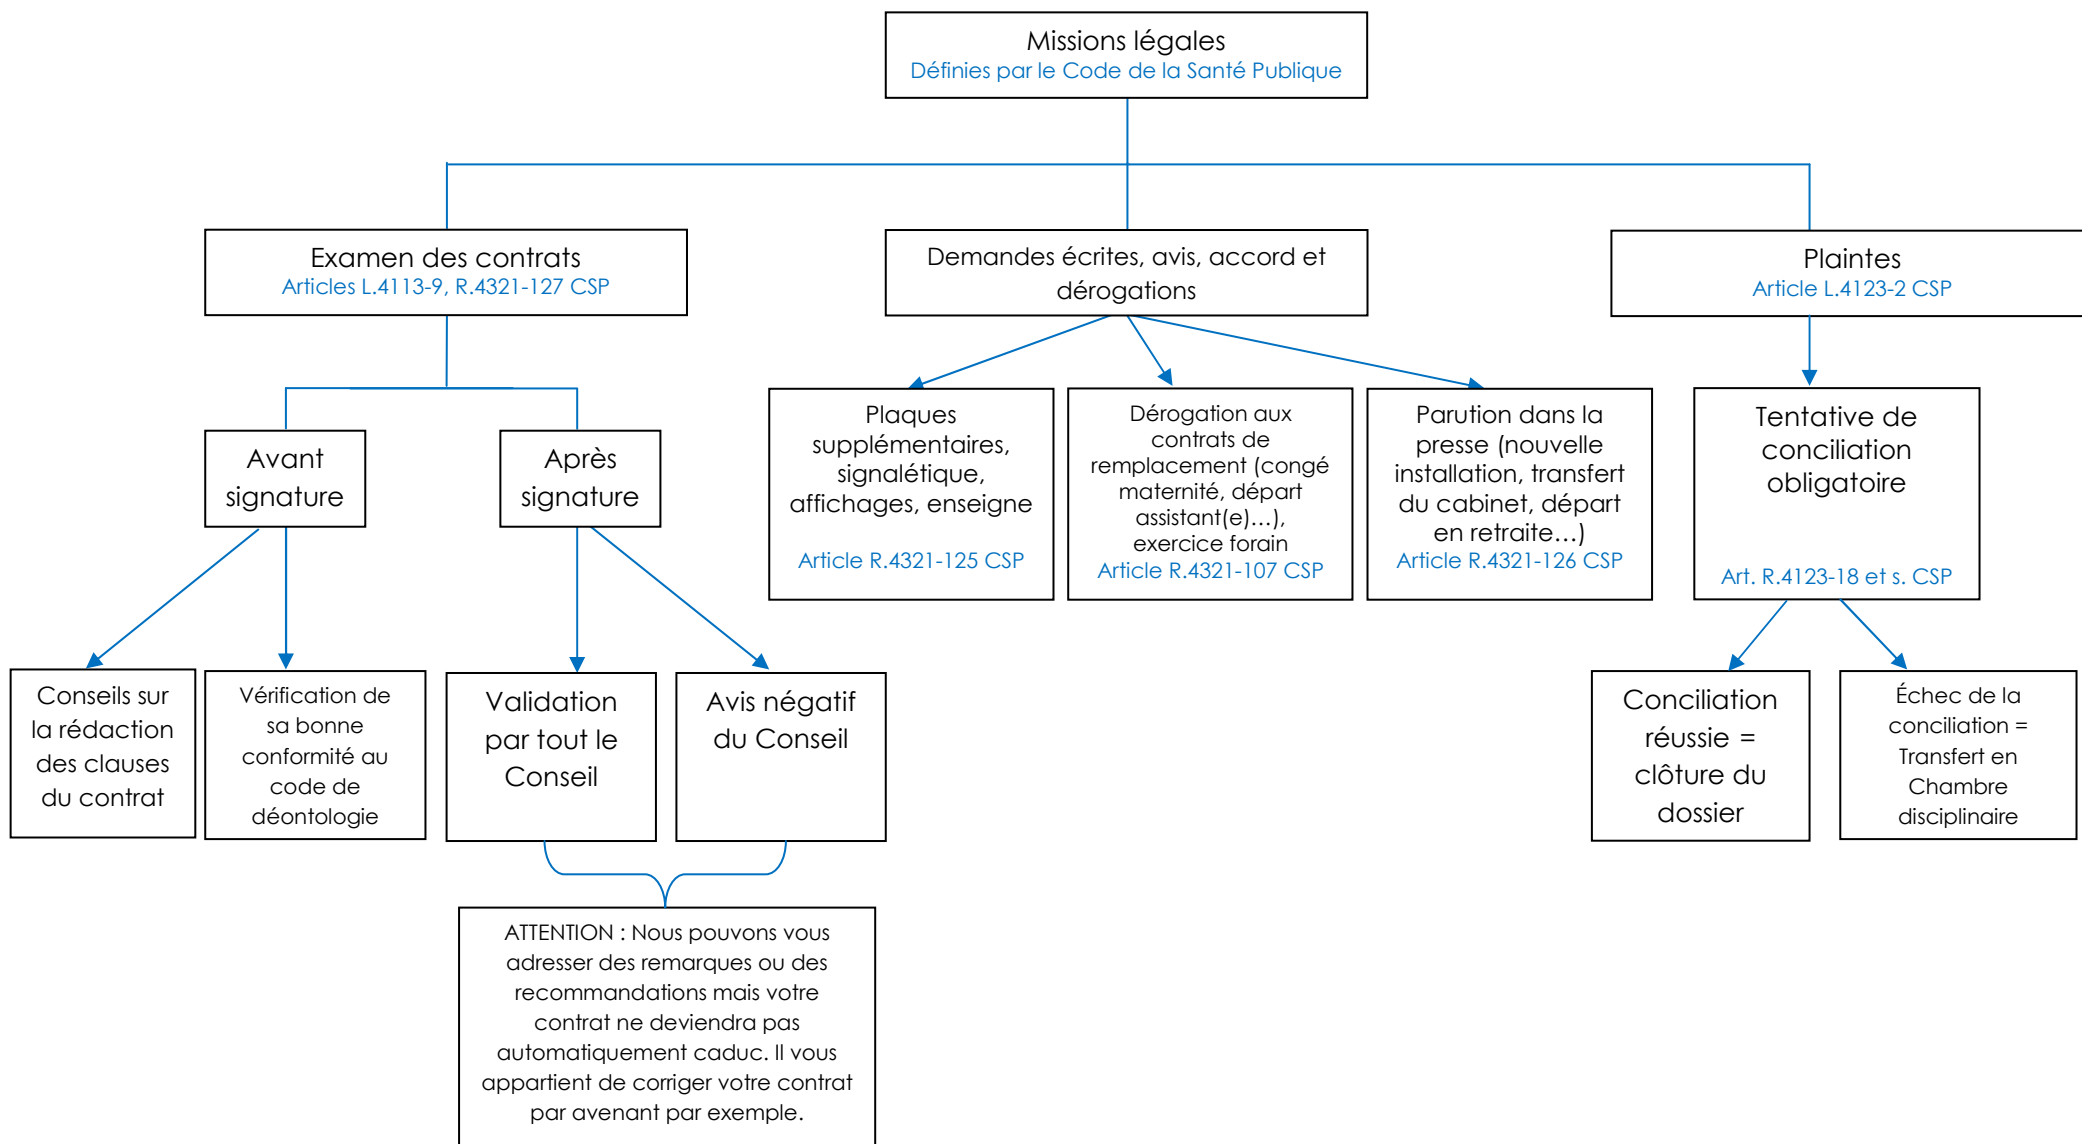 Missions légales
Définies par le Code de la Santé Publique
Examen des contrats
Articles L.4113-9, R.4321-127 CSP
Demandes écrites, avis, accord et
dérogations
Plaintes
Article L.4123-2 CSP
Avant
signature
Après
signature
Plaques
supplémentaires,
signalétique,
affichages, enseigne
Article R.4321-125 CSP
Dérogation aux
contrats de
remplacement (congé
maternité, départ
assistant(e)…),
exercice forain
Article R.4321-107 CSP
Parution dans la
presse (nouvelle
installation, transfert
du cabinet, départ
en retraite…)
Article R.4321-126 CSP
Tentative de
conciliation
obligatoire
Art. R.4123-18 et s. CSP
Conseils sur
la rédaction
des clauses
du contrat
Vérification de
sa bonne
conformité au
code de
déontologie
Validation
par tout le
Conseil
Avis négatif
du Conseil
Conciliation
réussie =
clôture du
dossier
Échec de la
conciliation =
Transfert en
Chambre
disciplinaire
ATTENTION : Nous pouvons vous
adresser des remarques ou des
recommandations mais votre
contrat ne deviendra pas
automatiquement caduc. Il vous
appartient de corriger votre contrat
par avenant par exemple.